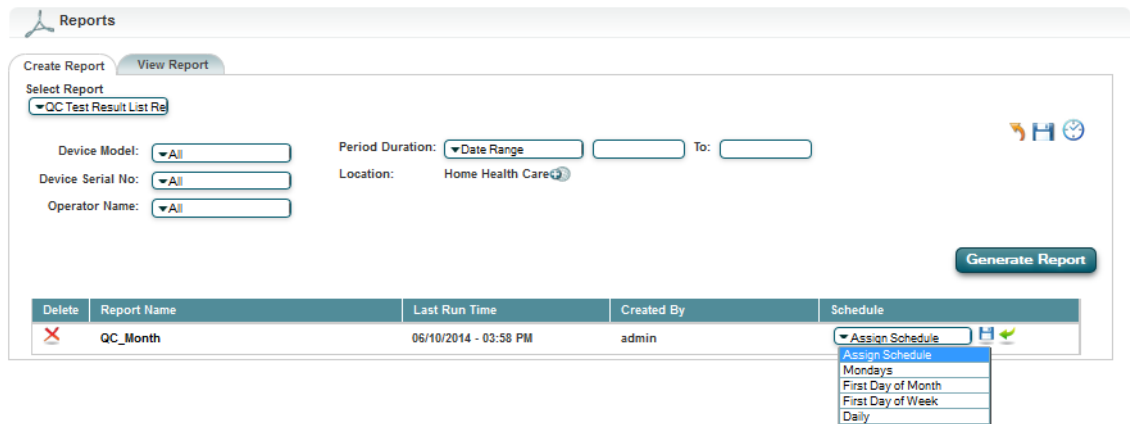 Reports
Create Report View Report
Select Report
QC Test Result List Re
Device Model: All Period Duration: Date Range To:
Device Serial No: All Location: Home Health Care
Operator Name: All
Generate Report
Delete Report Name Last Run Time Created By Schedule
QC_Month 06/10/2014 - 03:58 PM admin Assign Schedule
Assign Schedule
Mondays
First Day of Month
First Day of Week
Daily